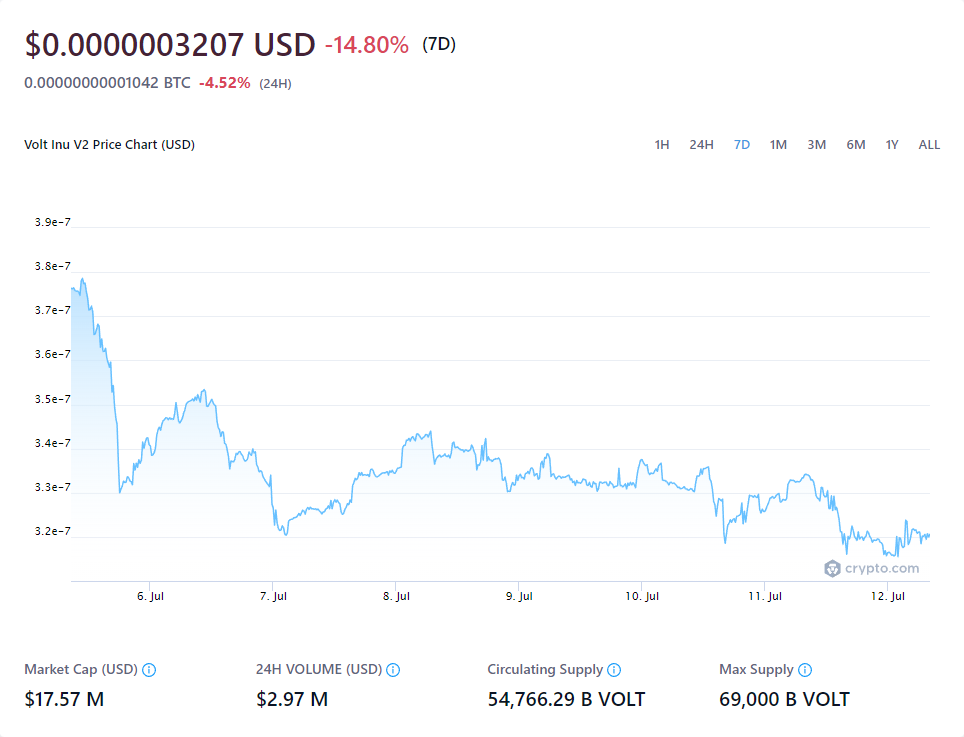 $0.0000003207 USD -14.80% (7D)
0.00000000001042 BTC -4.52% (24H)
Volt Inu V2 Price Chart (USD)
1H 24H 7D 1M 3M 6M 1Y ALL
3.9e-7
3.8e-7
3.7e-7
3.6e-7
3.5e-7
3.4e-7
3.3e-7
3.2e-7
crypto.com
6. Jul 7. Jul 8. Jul 9. Jul 10. Jul 11. Jul 12. Jul
Market Cap (USD) 24H VOLUME (USD) Circulating Supply Max Supply
$17.57 M $2.97 M 54,766.29 B VOLT 69,000 B VOLT